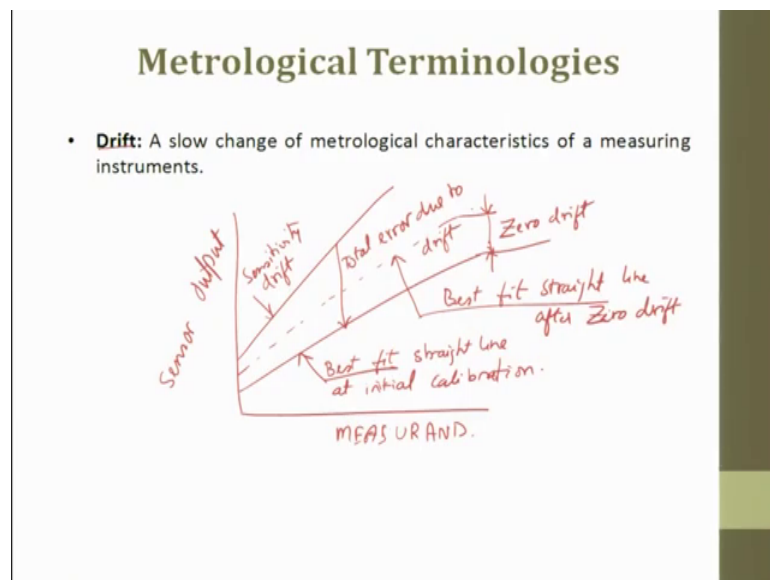 Metrological Terminologies
• Drift: A slow change of metrological characteristics of a measuring
instruments.
Sensor output
Sensitivity
drift
Total error due to
drift
Zero drift
Best fit straight line
after Zero drift
Best fit straight line
at initial calibration.
MEASURAND.